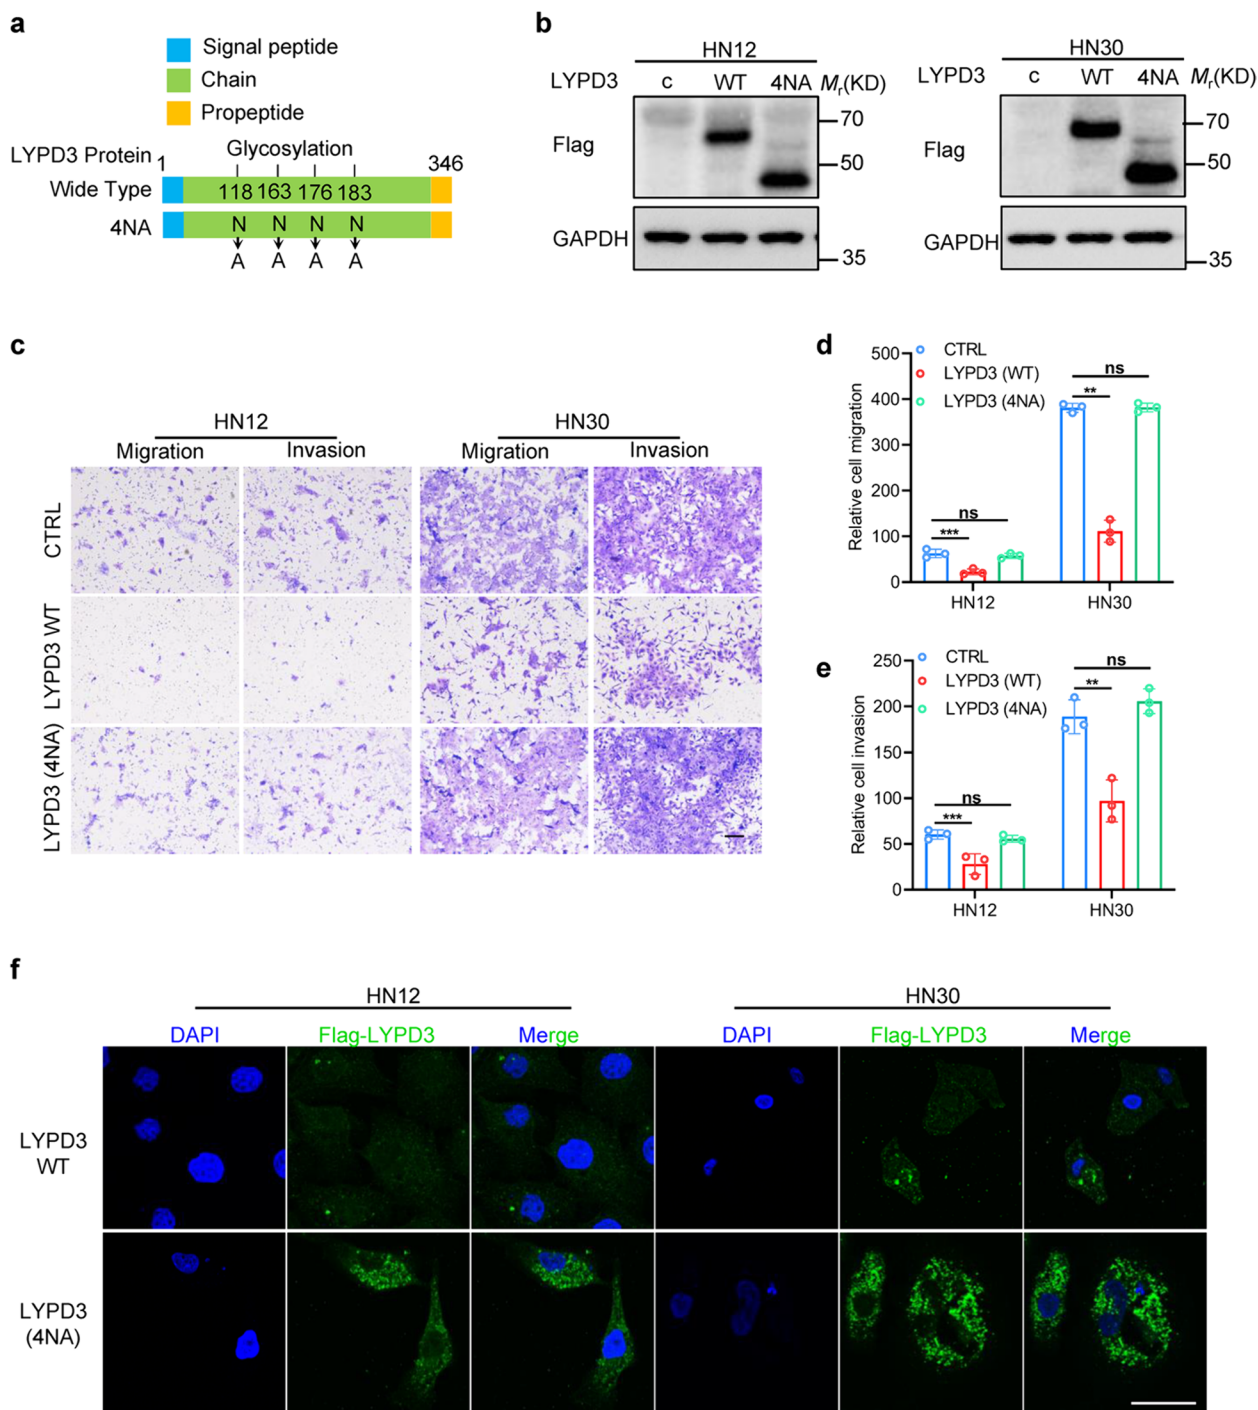 a
Signal peptide
Chain
Propeptide
LYPD3 Protein 1 Glycosylation 346
Wide Type 118 163 176 183
4NA N N N N
A A A A
b
HN12
LYPD3 c WT 4NA Mr(KD)
Flag
70
50
GAPDH
35
HN30
LYPD3 c WT 4NA Mr(KD)
Flag
70
50
GAPDH
35
c
HN12 HN30
Migration Invasion Migration Invasion
CTRL
LYPD3 WT
LYPD3 (4NA)
d
CTRL
LYPD3 (WT)
LYPD3 (4NA)
Relative cell migration
500
400
300
200
100
0
ns
***
ns
**
HN12 HN30
e
CTRL
LYPD3 (WT)
LYPD3 (4NA)
Relative cell invasion
250
200
150
100
50
0
ns
***
ns
**
HN12 HN30
f
HN12 HN30
DAPI Flag-LYPD3 Merge DAPI Flag-LYPD3 Merge
LYPD3
WT
LYPD3
(4NA)